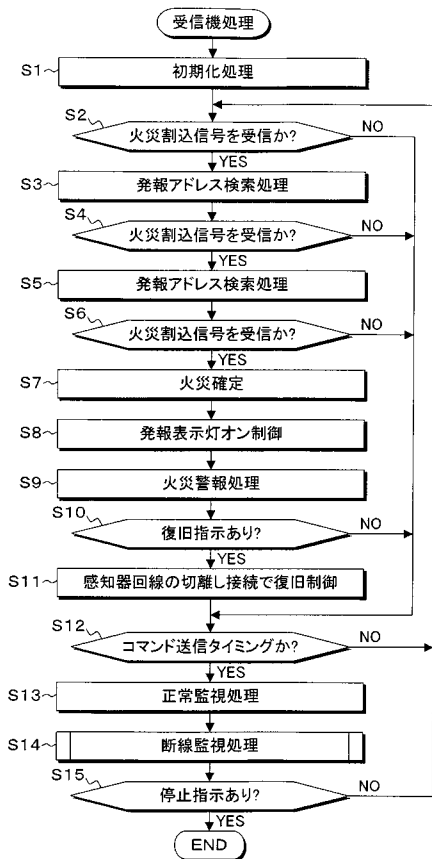 受信機処理
S1
初期化処理
S2
火災割込信号を受信か?
NO
YES
S3
発報アドレス検索処理
S4
火災割込信号を受信か?
NO
YES
S5
発報アドレス検索処理
S6
火災割込信号を受信か?
NO
YES
S7
火災確定
S8
発報表示灯オン制御
S9
火災警報処理
S10
復旧指示あり?
NO
YES
S11
感知器回線の切離し接続で復旧制御
S12
コマンド送信タイミングか?
NO
YES
S13
正常監視処理
S14
断線監視処理
S15
停止指示あり?
NO
YES
END